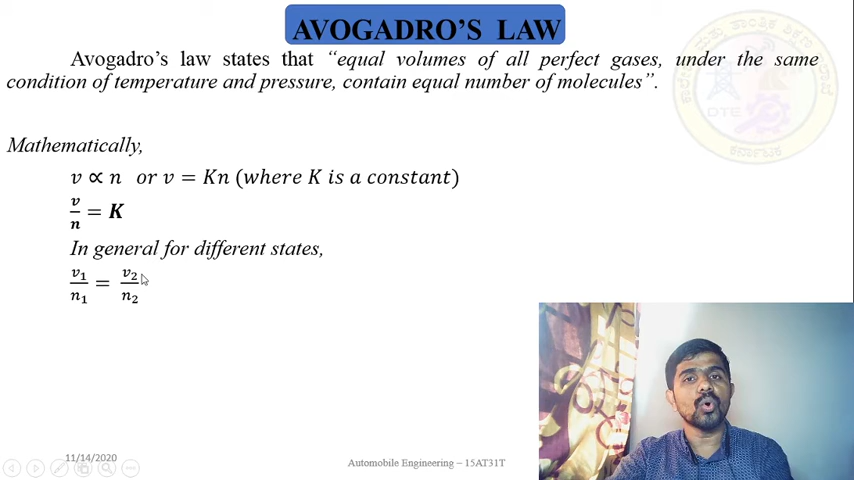 AVOGADRO’S LAW
Avogadro’s law states that “equal volumes of all perfect gases, under the same
condition of temperature and pressure, contain equal number of molecules”.
Mathematically,
v ∝ n or v = Kn (where K is a constant)
v/n = K
In general for different states,
v₁/n₁ = v₂/n₂
11/14/2020
Automobile Engineering – 15AT31T
DTE